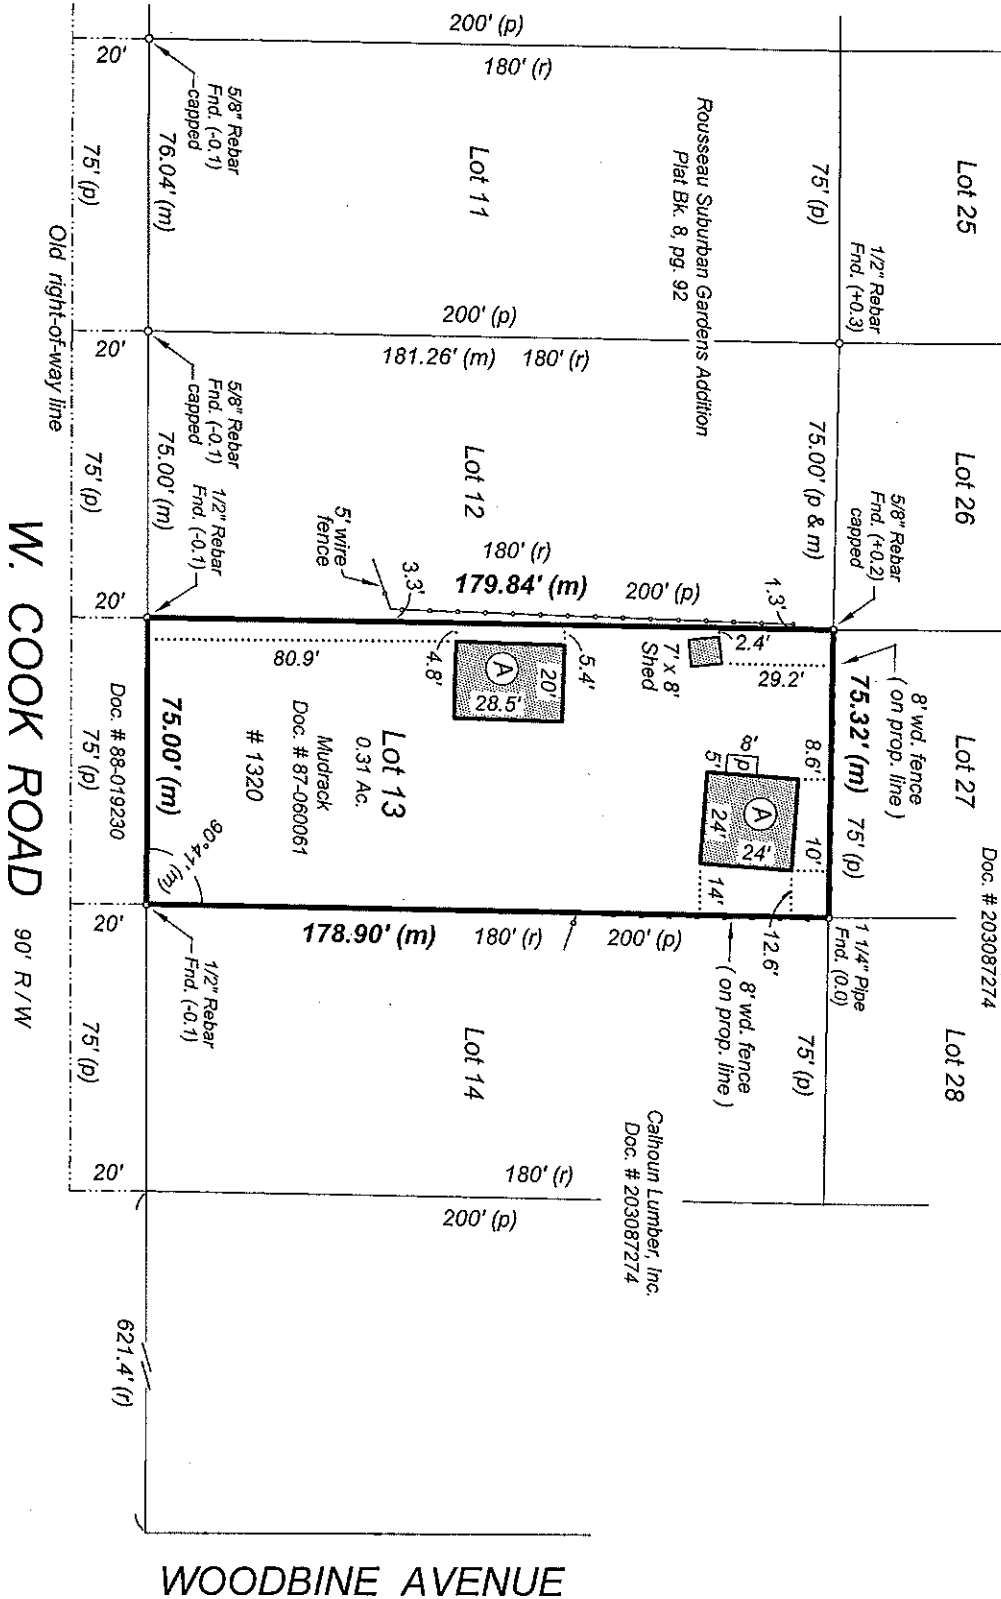 200' (p)
180' (r)
20'
5/8" Rebar
Fnd. (-0.1)
capped
76.04' (m)
75' (p)
Old right-of-way line
Lot 11
Rousseau Suburban Gardens Addition
Plat Bk. 8, pg. 92
75' (p)
Lot 25
1/2" Rebar
Fnd. (+0.3)
200' (p)
181.26' (m) 180' (r)
20'
5/8" Rebar
Fnd. (-0.1)
capped
75.00' (m)
75' (p)
1/2" Rebar
Fnd. (-0.1)
Lot 12
75.00' (p & m)
Lot 26
5/8" Rebar
Fnd. (+0.2)
capped
5' wire
fence
3.3'
180' (r)
179.84' (m)
200' (p)
1.3'
20'
80.9'
4.8'
A
20'
28.5'
5.4'
7' x 8'
Shed
2.4'
29.2'
8' wd. fence
( on prop. line )
75.32' (m) 75' (p)
Lot 27
Doc. # 203087274
8.6'
8'
p
5'
A
24'
24'
10'
14'
12.6'
Lot 13
0.31 Ac.
Mudrack
Doc. # 87-060061
# 1320
75.00' (m)
Doc. # 88-019230
75' (p)
90°41' (m)
20'
178.90' (m)
180' (r)
200' (p)
1/2" Rebar
Fnd. (-0.1)
1 1/4" Pipe
Fnd. (0.0)
8' wd. fence
( on prop. line )
75' (p)
Lot 28
75' (p)
Lot 14
Calhoun Lumber, Inc.
Doc. # 203087274
20'
180' (r)
200' (p)
621.4' (r)
W. COOK ROAD 90' R/W
WOODBINE AVENUE